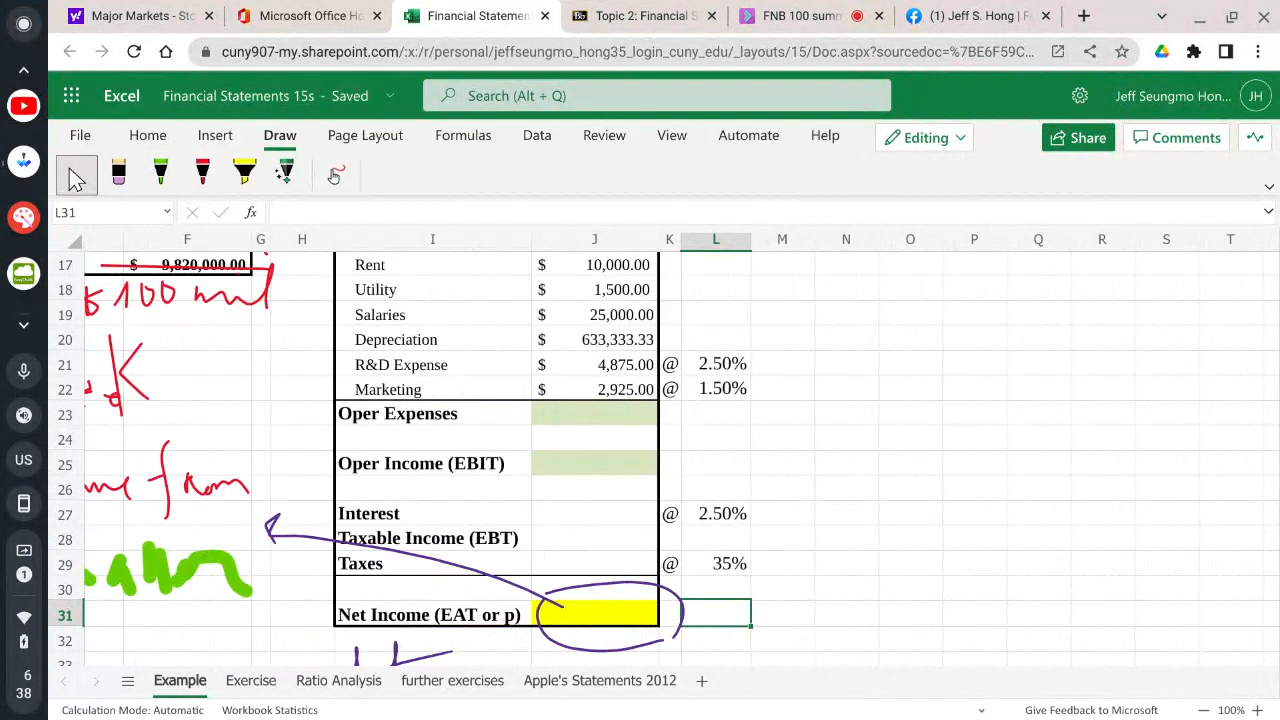 Major Markets - Sto
Microsoft Office Ho
Financial Statement
Topic 2: Financial S
FNB 100 summ
(1) Jeff S. Hong | F
cuny907-my.sharepoint.com/:x:/r/personal/jeffseungmo_hong35_login_cuny_edu/_layouts/15/Doc.aspx?sourcedoc=%7BE6F59C...
Excel Financial Statements 15s - Saved Search (Alt + Q) Jeff Seungmo Hon... JH
File Home Insert Draw Page Layout Formulas Data Review View Automate Help Editing Share Comments
L31 fx
F G H I J K L M N O P Q R S T
17 $ 9,820,000.00 Rent $ 10,000.00
18 Utility $ 1,500.00
$ 100 mil
19 Salaries $ 25,000.00
20 Depreciation $ 633,333.33
21 R&D Expense $ 4,875.00 @ 2.50%
K
22 Marketing $ 2,925.00 @ 1.50%
23 Oper Expenses
24
25 Oper Income (EBIT)
26
from
27 Interest @ 2.50%
28 Taxable Income (EBT)
29 Taxes @ 35%
30
31 Net Income (EAT or p)
32
33
Example Exercise Ratio Analysis further exercises Apple's Statements 2012
Calculation Mode: Automatic Workbook Statistics Give Feedback to Microsoft 100%
US
1
6
38